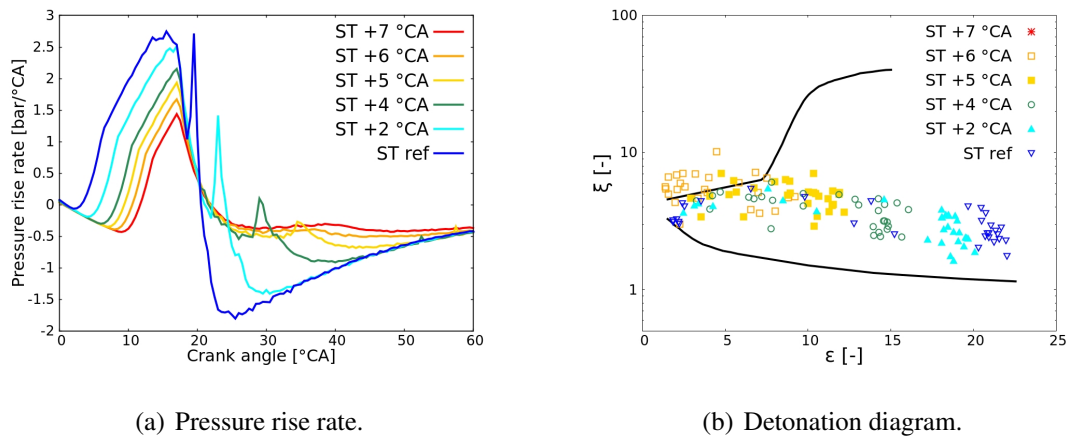 Pressure rise rate [bar/°CA]
3
2.5
2
1.5
1
0.5
0
-0.5
-1
-1.5
-2
0 10 20 30 40 50 60
Crank angle [°CA]
ST +7 °CA
ST +6 °CA
ST +5 °CA
ST +4 °CA
ST +2 °CA
ST ref
(a) Pressure rise rate.
ξ [-]
100
10
1
0 5 10 15 20 25
ε [-]
ST +7 °CA
ST +6 °CA
ST +5 °CA
ST +4 °CA
ST +2 °CA
ST ref
(b) Detonation diagram.